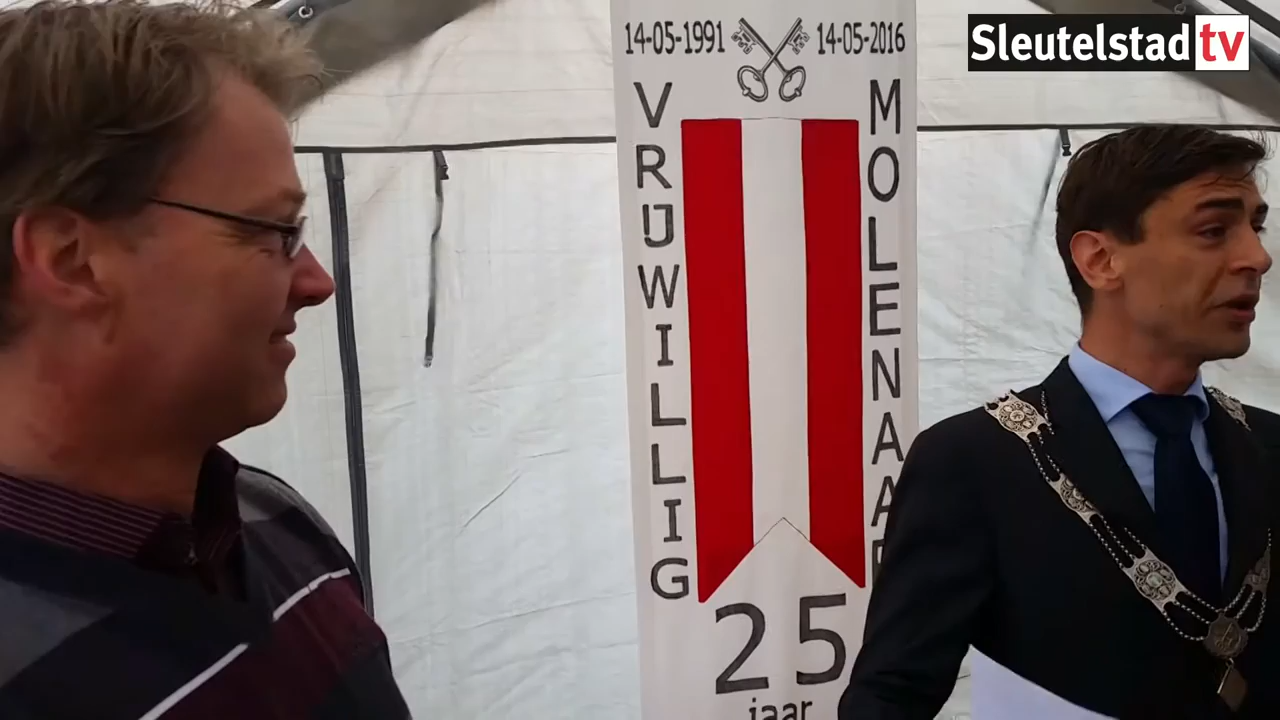 Sleutelstad tv
14-05-1991 14-05-2016
VRIJWILLIG
MOLENAAR
25
jaar